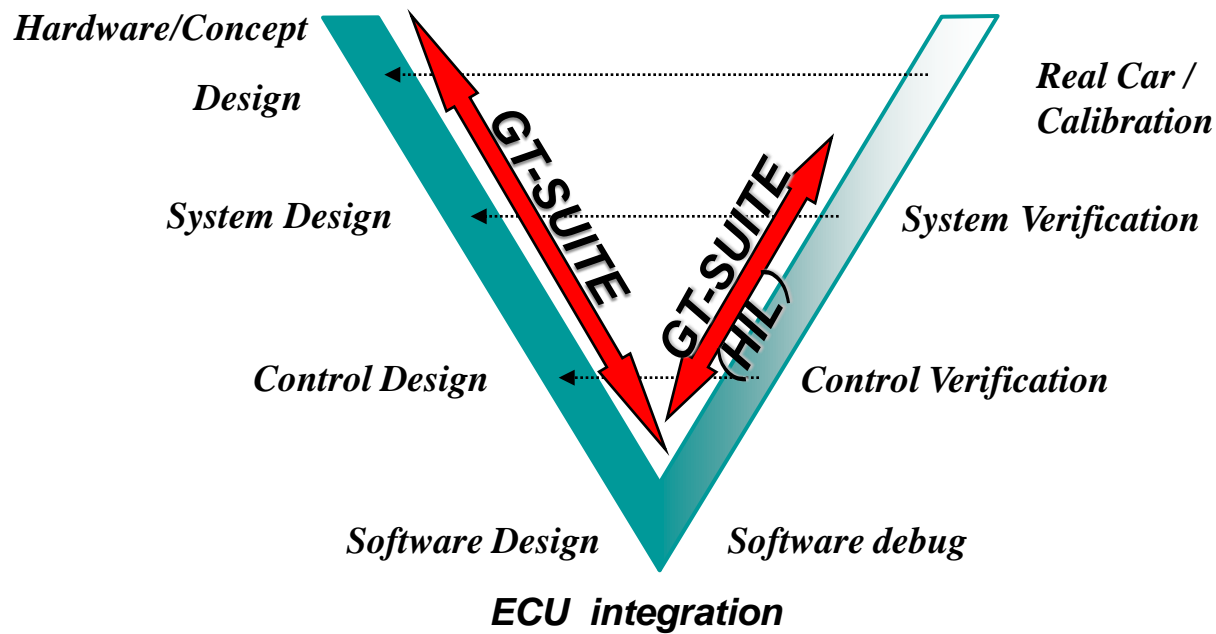 Hardware/Concept
Design
Real Car /
Calibration
GT-SUITE
GT-SUITE
(HIL)
System Design
System Verification
Control Design
Control Verification
Software Design
Software debug
ECU integration